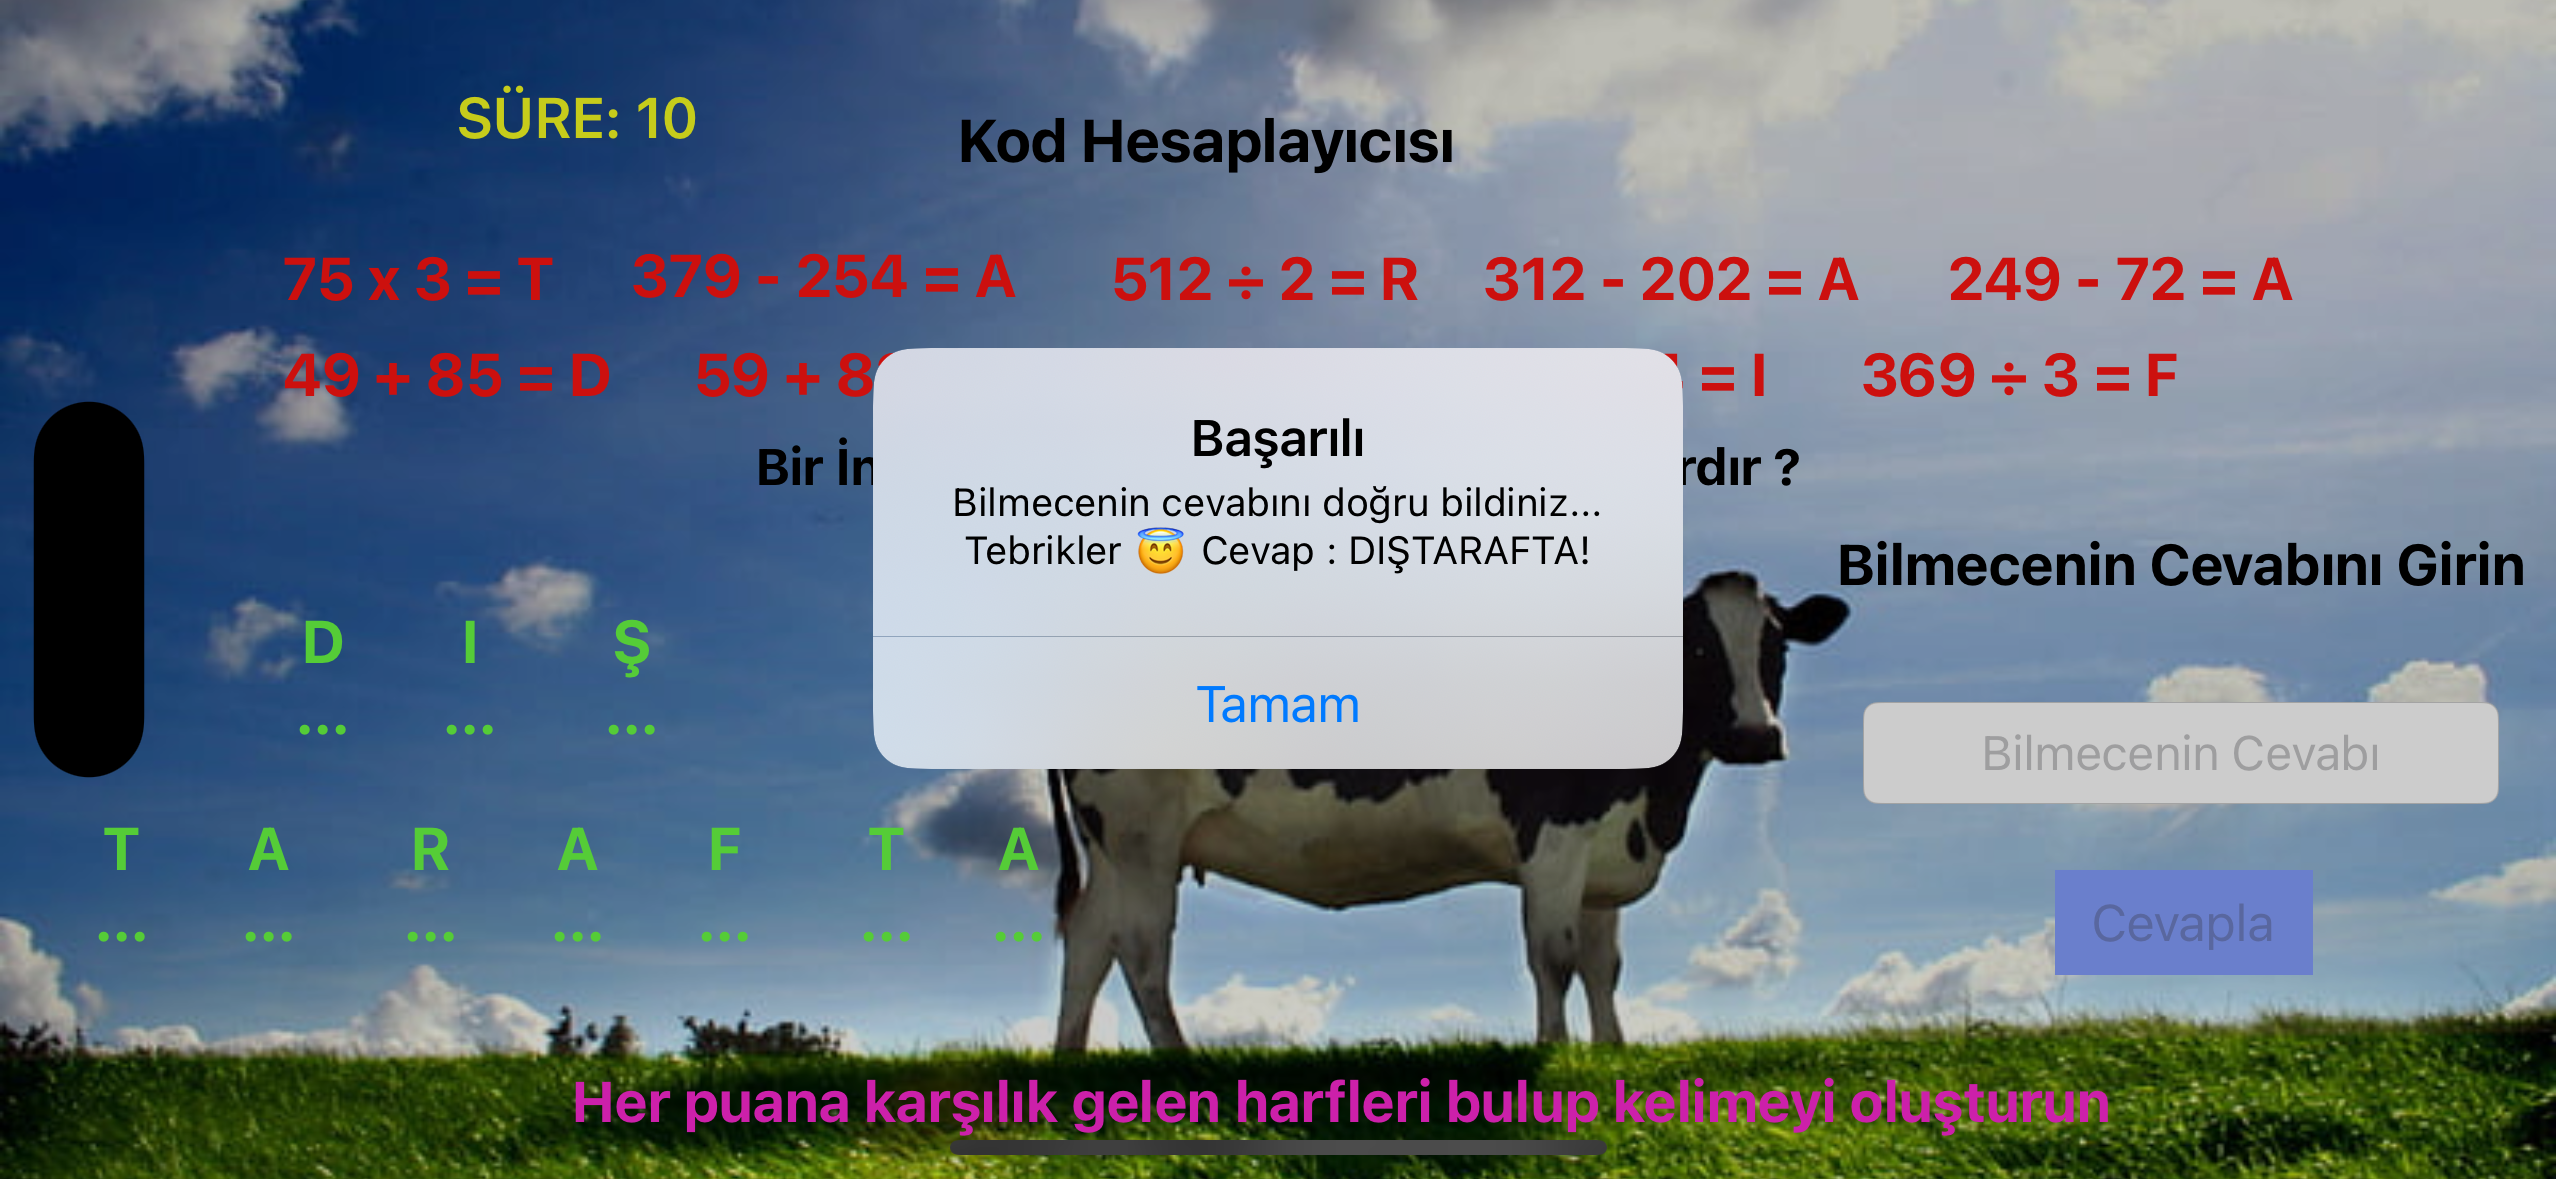 SÜRE: 10
Kod Hesaplayıcısı
75 x 3 = T 379 - 254 = A 512 ÷ 2 = R 312 - 202 = A 249 - 72 = A
49 + 85 = D 59 + = I 369 ÷ 3 = F
Bir ?
Başarılı
Bilmecenin cevabını doğru bildiniz...
Tebrikler 😇 Cevap : DIŞTARAFTA!
Tamam
Bilmecenin Cevabını Girin
D I Ş
... ... ...
Bilmecenin Cevabı
T A R A F T A
... ... ... ... ... ... ...
Cevapla
Her puana karşılık gelen harfleri bulup kelimeyi oluşturun